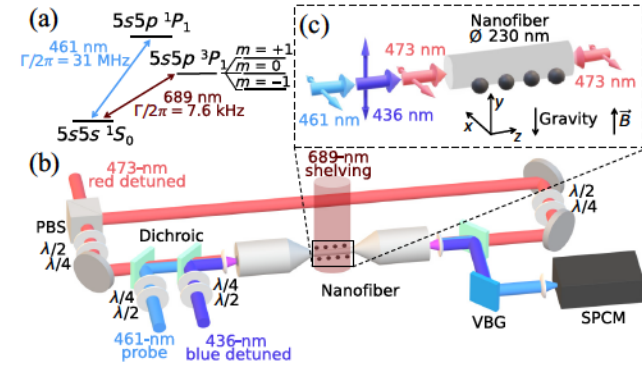 (a)
5s5p ¹P₁
461 nm
Γ/2π = 31 MHz
5s5p ³P₁
m = +1
m = 0
m = −1
689 nm
Γ/2π = 7.6 kHz
5s5s ¹S₀
(c)
Nanofiber
Ø 230 nm
473 nm
473 nm
461 nm
436 nm
y
x
z
Gravity
B⃗
(b)
473-nm
red detuned
689-nm
shelving
PBS
λ/2
λ/4
Dichroic
λ/2
λ/4
λ/4
λ/2
λ/4
λ/2
Nanofiber
461-nm
probe
436-nm
blue detuned
VBG
SPCM